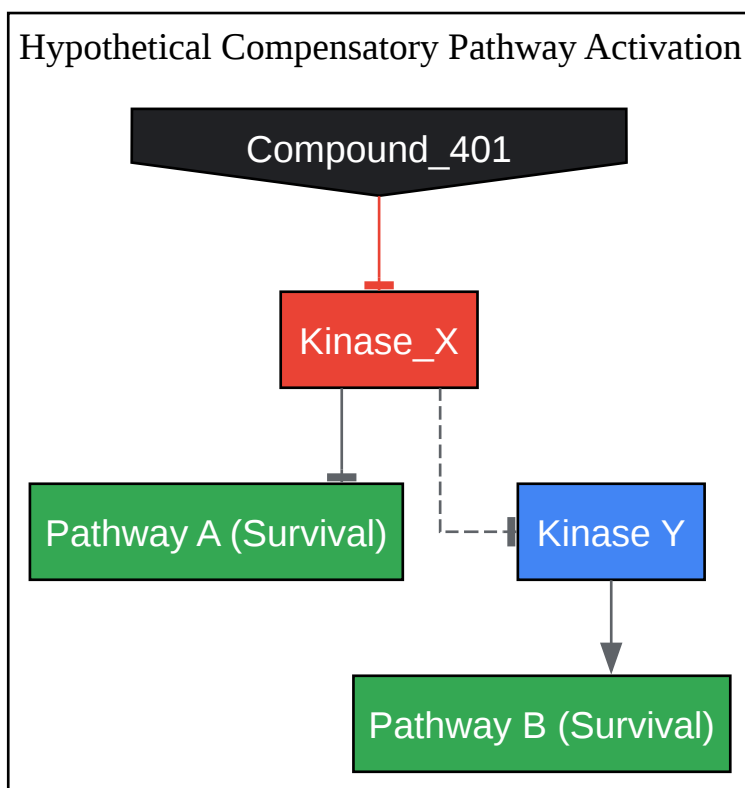 Hypothetical Compensatory Pathway Activation
Compound_401
Kinase_X
Pathway A (Survival)
Kinase Y
Pathway B (Survival)